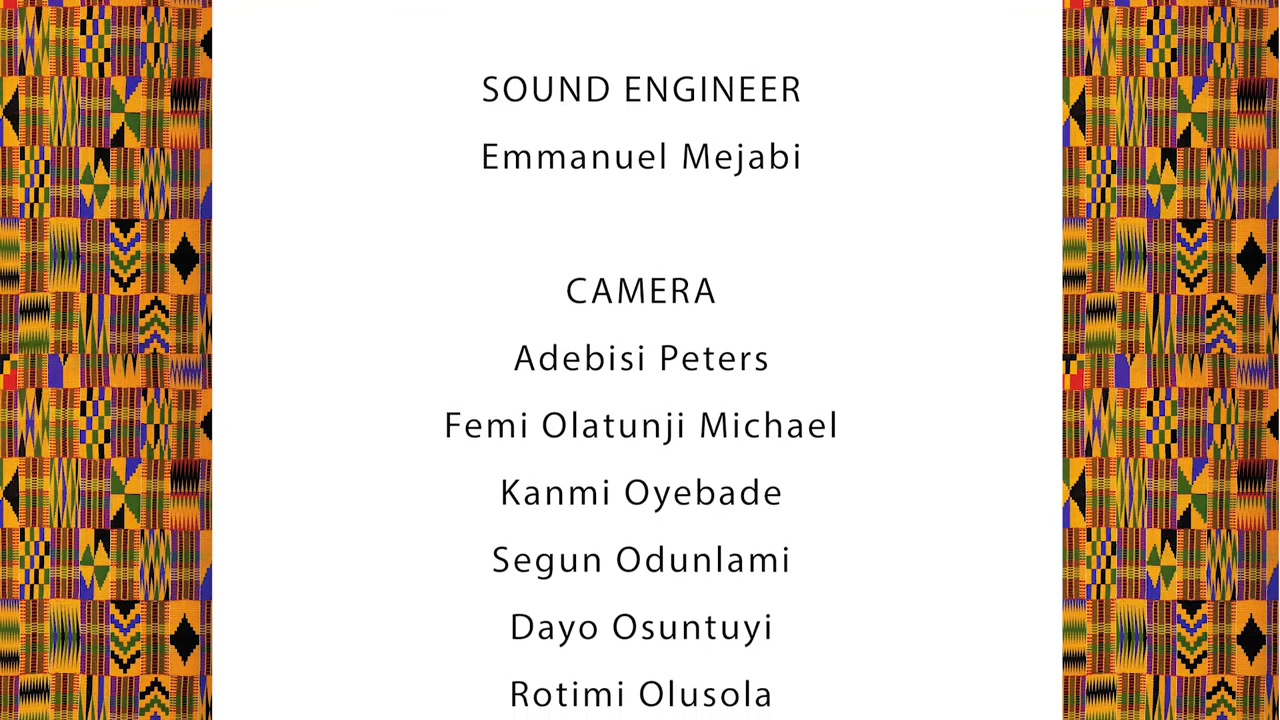 SOUND ENGINEER
Emmanuel Mejabi
CAMERA
Adebisi Peters
Femi Olatunji Michael
Kanmi Oyebade
Segun Odunlami
Dayo Osuntuyi
Rotimi Olusola